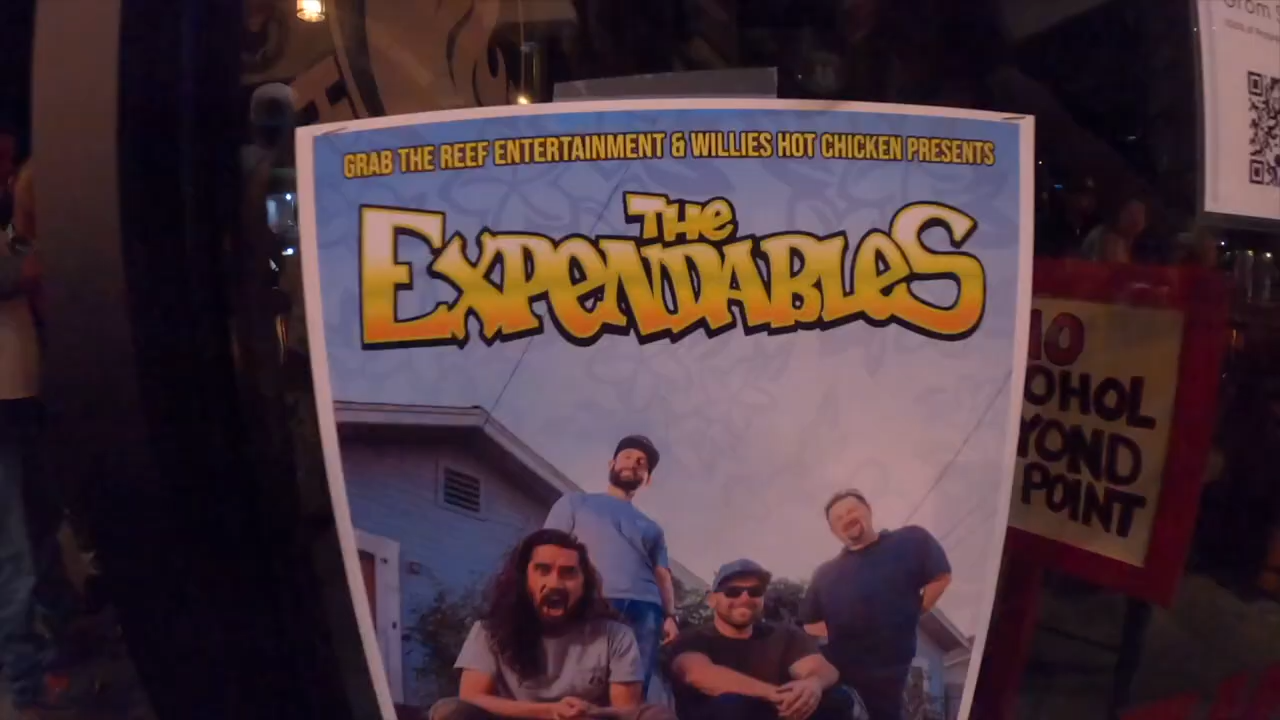 GRAB THE REEF ENTERTAINMENT & WILLIES HOT CHICKEN PRESENTS
THE
EXPENDABLES
OHOL
YOND
POINT